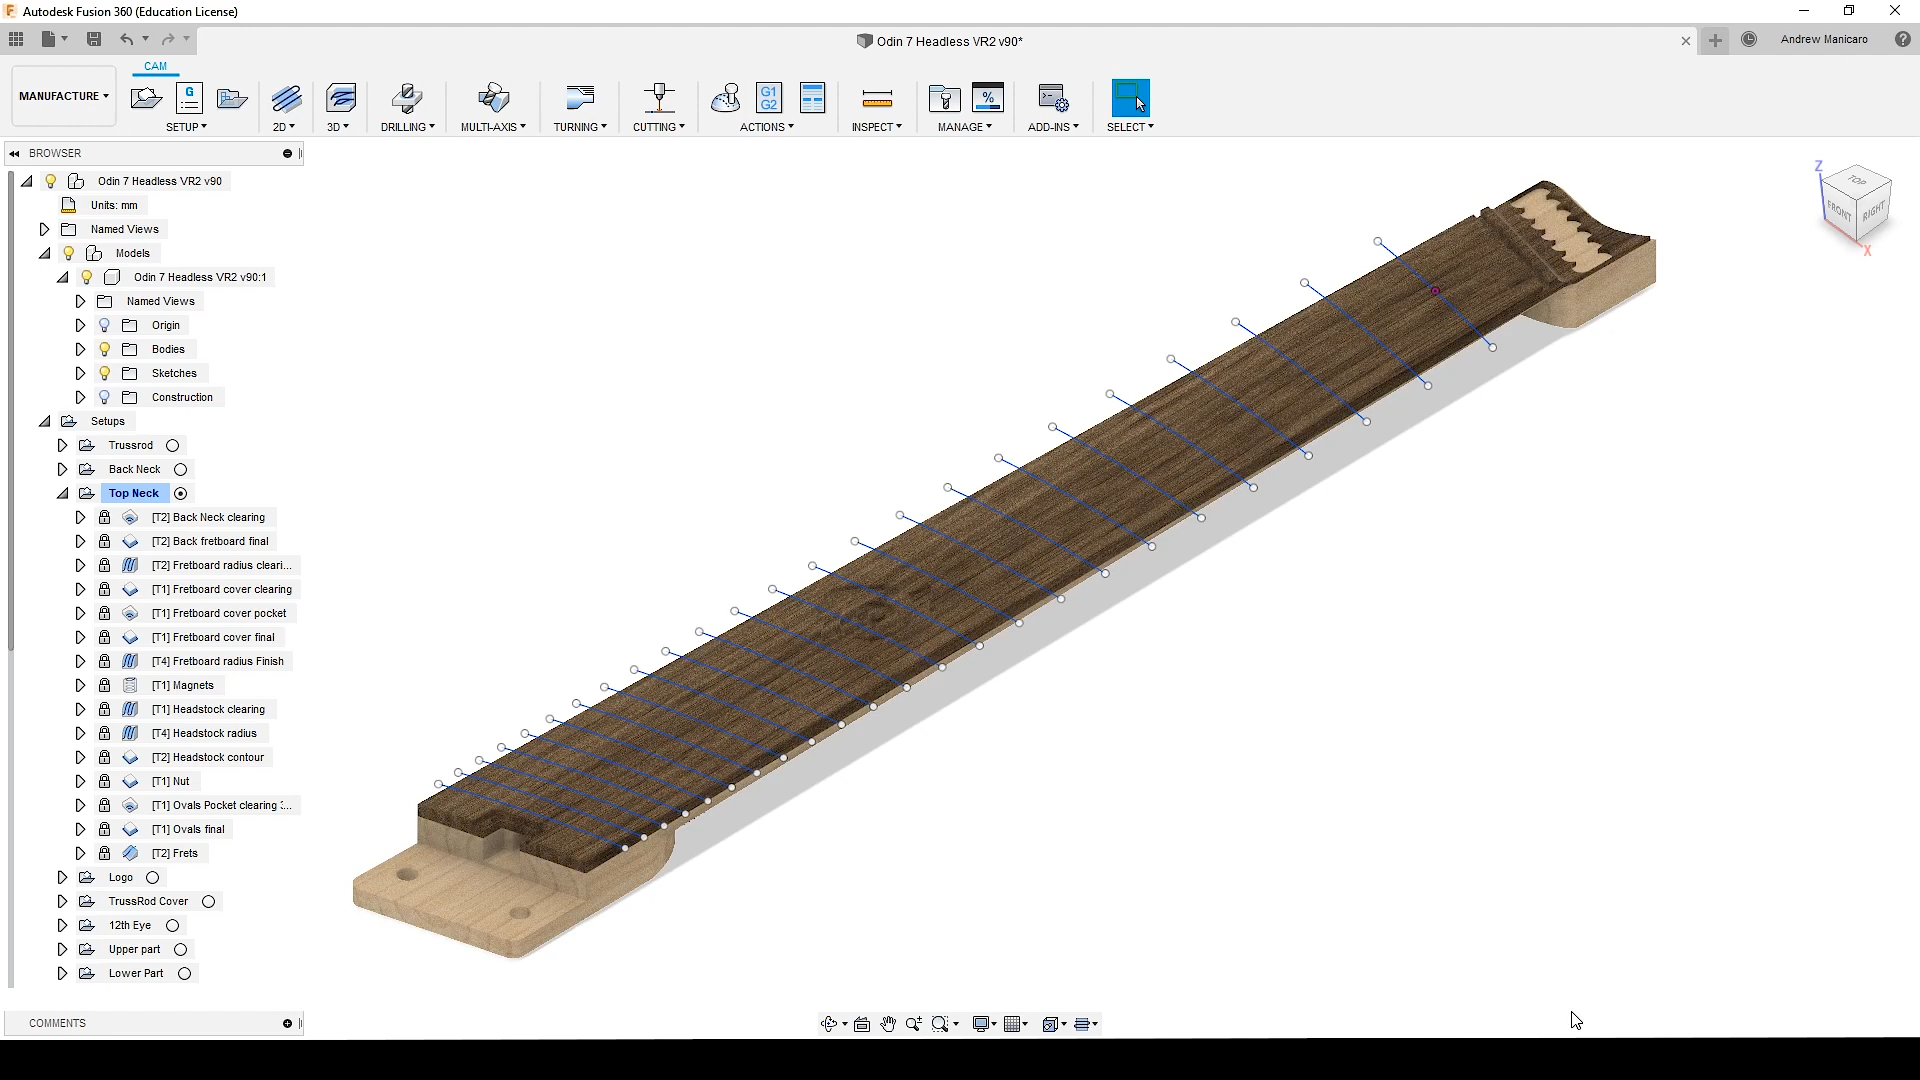 Autodesk Fusion 360 (Education License)
Odin 7 Headless VR2 v90*
Andrew Manicaro
CAM
MANUFACTURE
SETUP
2D
3D
DRILLING
MULTI-AXIS
TURNING
CUTTING
G1
G2
ACTIONS
INSPECT
MANAGE
ADD-INS
SELECT
BROWSER
Odin 7 Headless VR2 v90
Units: mm
Named Views
Models
Odin 7 Headless VR2 v90:1
Named Views
Origin
Bodies
Sketches
Construction
Setups
Trussrod
Back Neck
Top Neck
[T2] Back Neck clearing
[T2] Back fretboard final
[T2] Fretboard radius cleari...
[T1] Fretboard cover clearing
[T1] Fretboard cover pocket
[T1] Fretboard cover final
[T4] Fretboard radius Finish
[T1] Magnets
[T1] Headstock clearing
[T4] Headstock radius
[T2] Headstock contour
[T1] Nut
[T1] Ovals Pocket clearing :...
[T1] Ovals final
[T2] Frets
Logo
TrussRod Cover
12th Eye
Upper part
Lower Part
COMMENTS
Z
TOP
FRONT
RIGHT
X